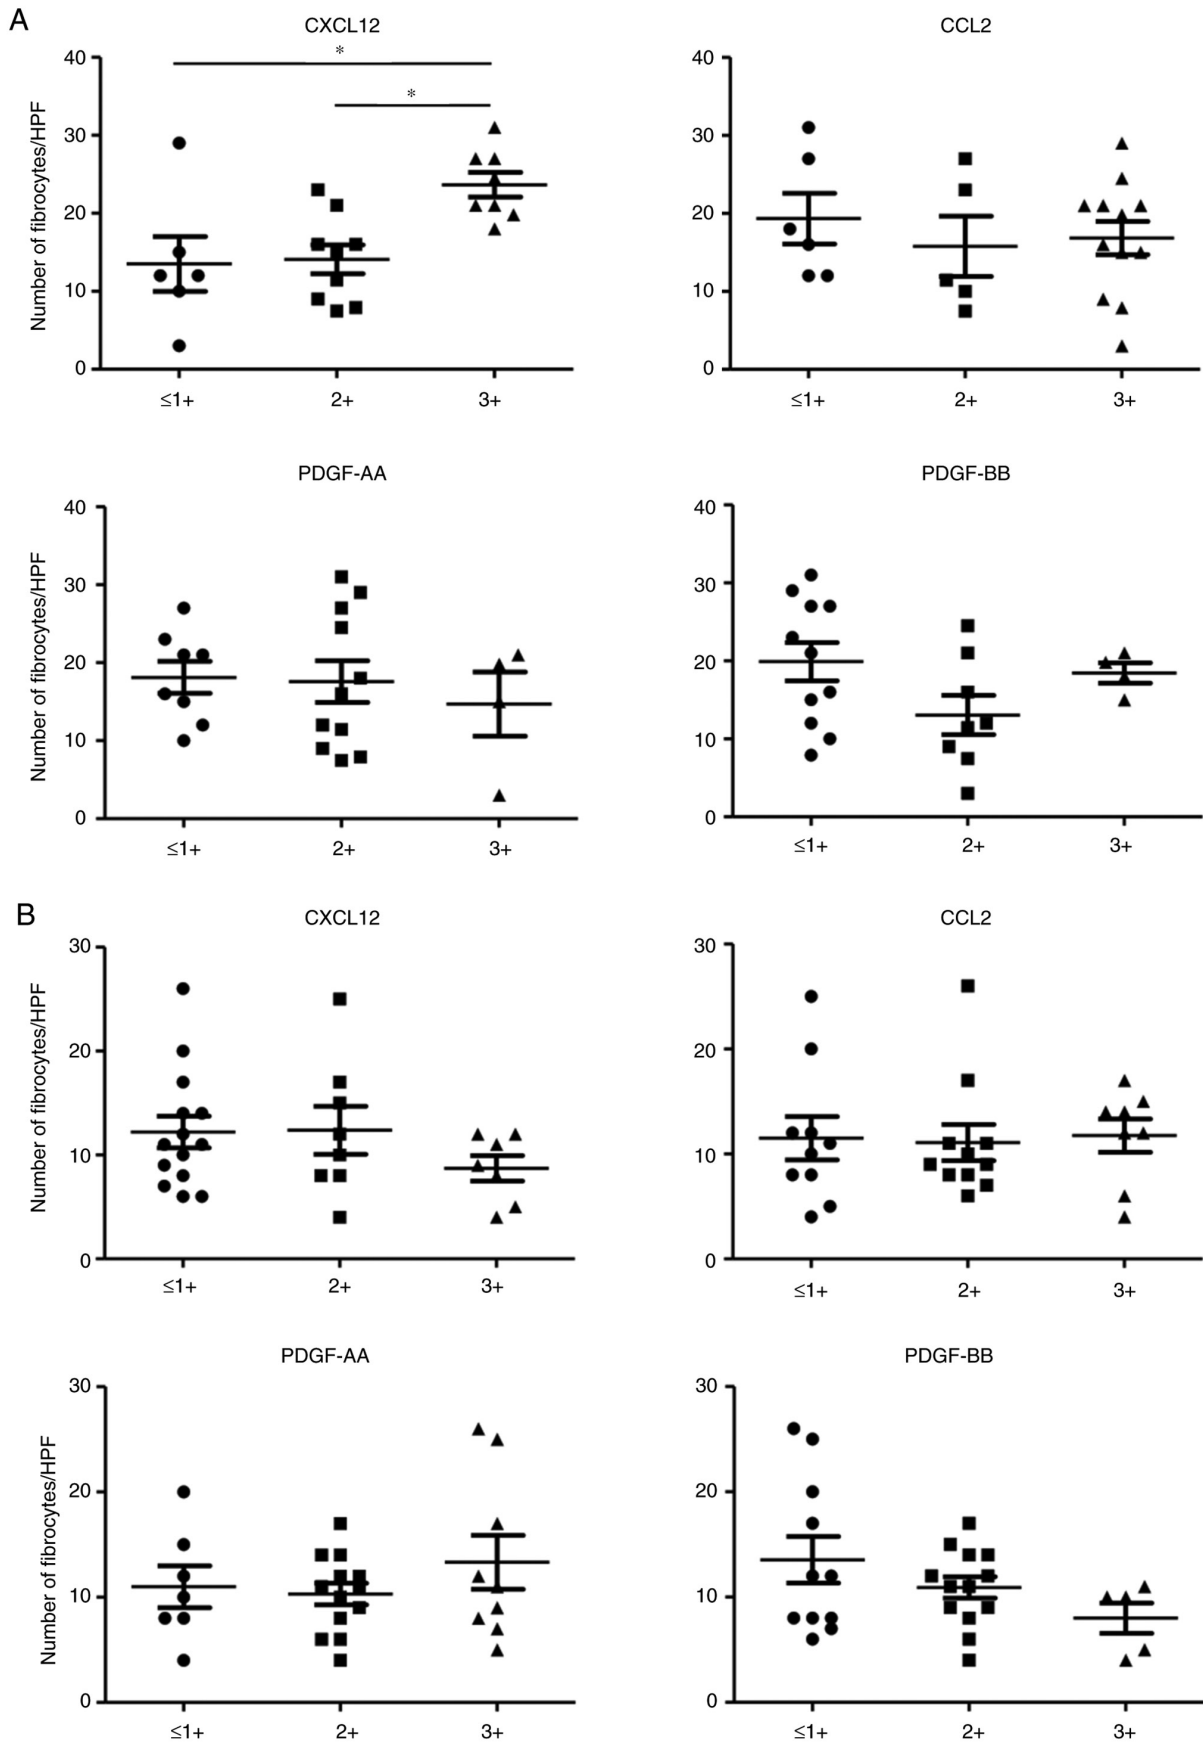 A
CXCL12
CCL2
Number of fibrocytes/HPF
40
30
20
10
0
*
*
≤1+ 2+ 3+
40
30
20
10
0
≤1+ 2+ 3+
PDGF-AA
PDGF-BB
Number of fibrocytes/HPF
40
30
20
10
0
≤1+ 2+ 3+
40
30
20
10
0
≤1+ 2+ 3+
B
CXCL12
CCL2
Number of fibrocytes/HPF
30
20
10
0
≤1+ 2+ 3+
30
20
10
0
≤1+ 2+ 3+
PDGF-AA
PDGF-BB
Number of fibrocytes/HPF
30
20
10
0
≤1+ 2+ 3+
30
20
10
0
≤1+ 2+ 3+